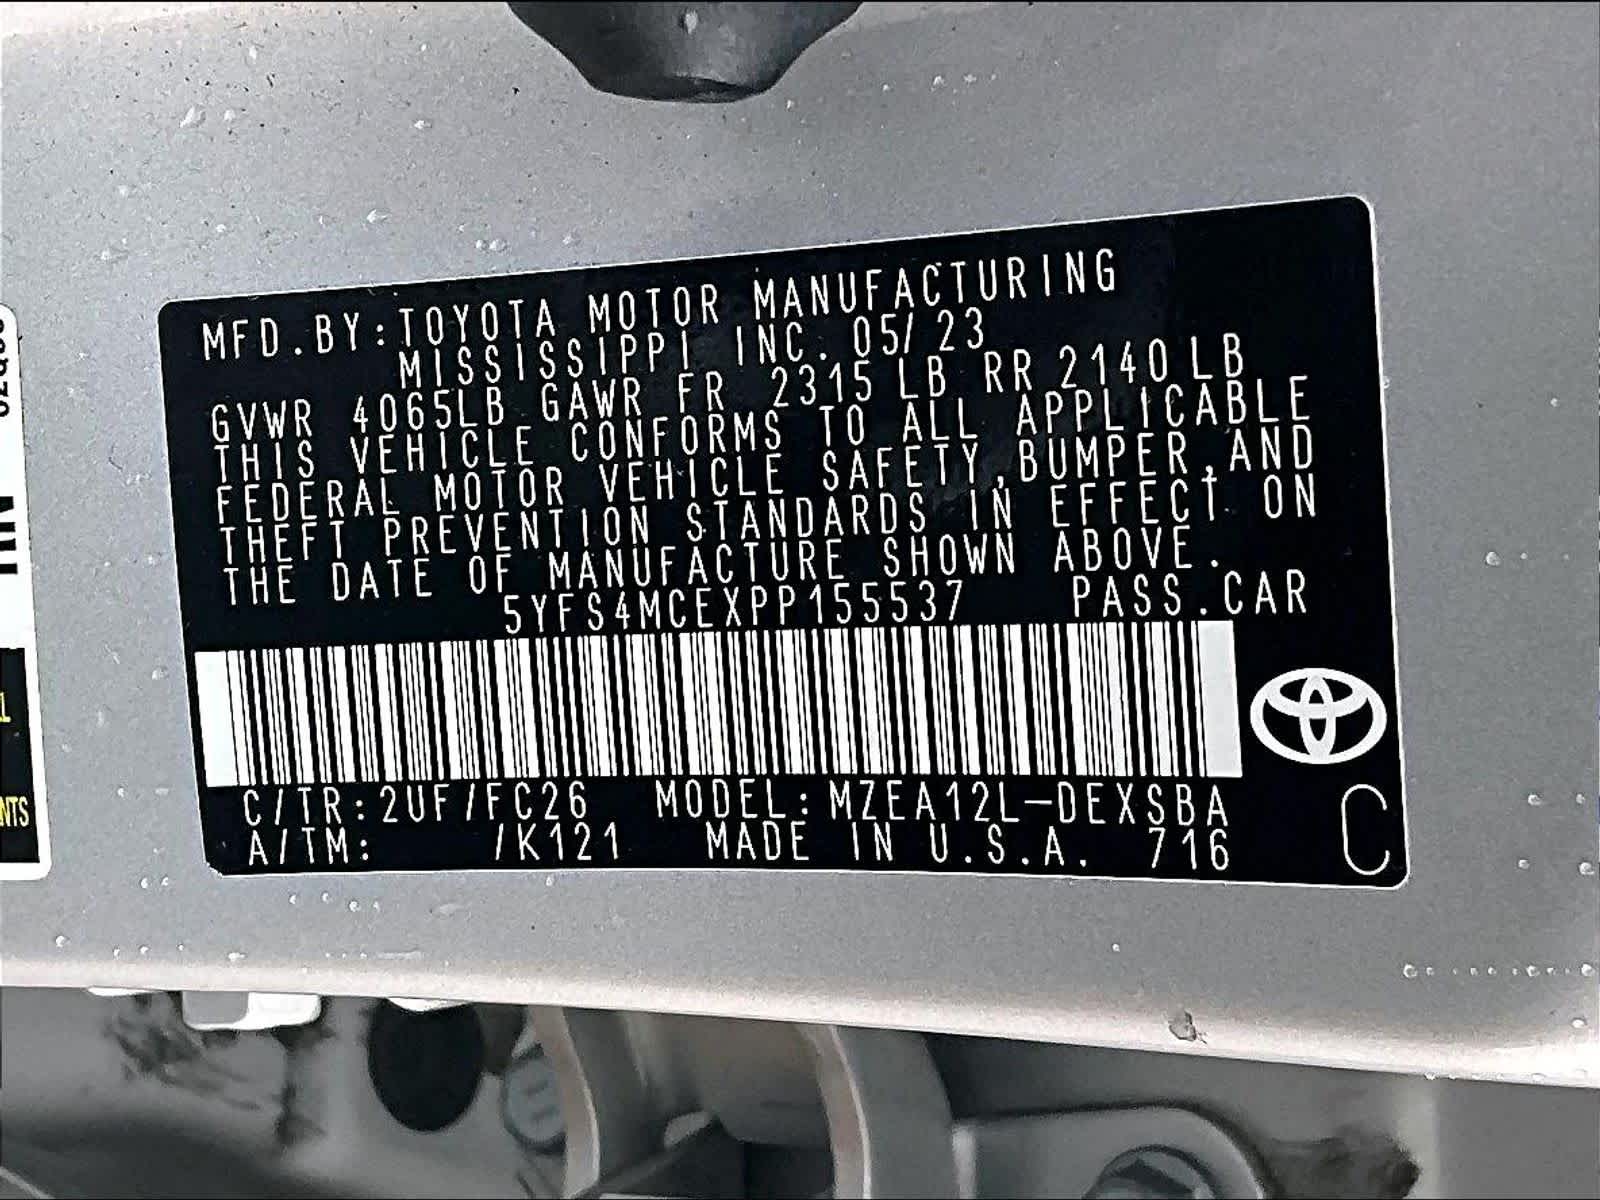 MFD.BY:TOYOTA MOTOR MANUFACTURING
MISSISSIPPI INC. 05/23
GVWR 4065LB GAWR FR 2315 LB RR 2140 LB
THIS VEHICLE CONFORMS TO ALL APPLICABLE
FEDERAL MOTOR VEHICLE SAFETY,BUMPER,AND
THEFT PREVENTION STANDARDS IN EFFECT ON
THE DATE OF MANUFACTURE SHOWN ABOVE.
5YFS4MCEXPP155537 PASS.CAR
C/TR:2UF/FC26 MODEL:MZEA12L-DEXSBA
A/TM: /K121 MADE IN U.S.A. 716
C
NTS